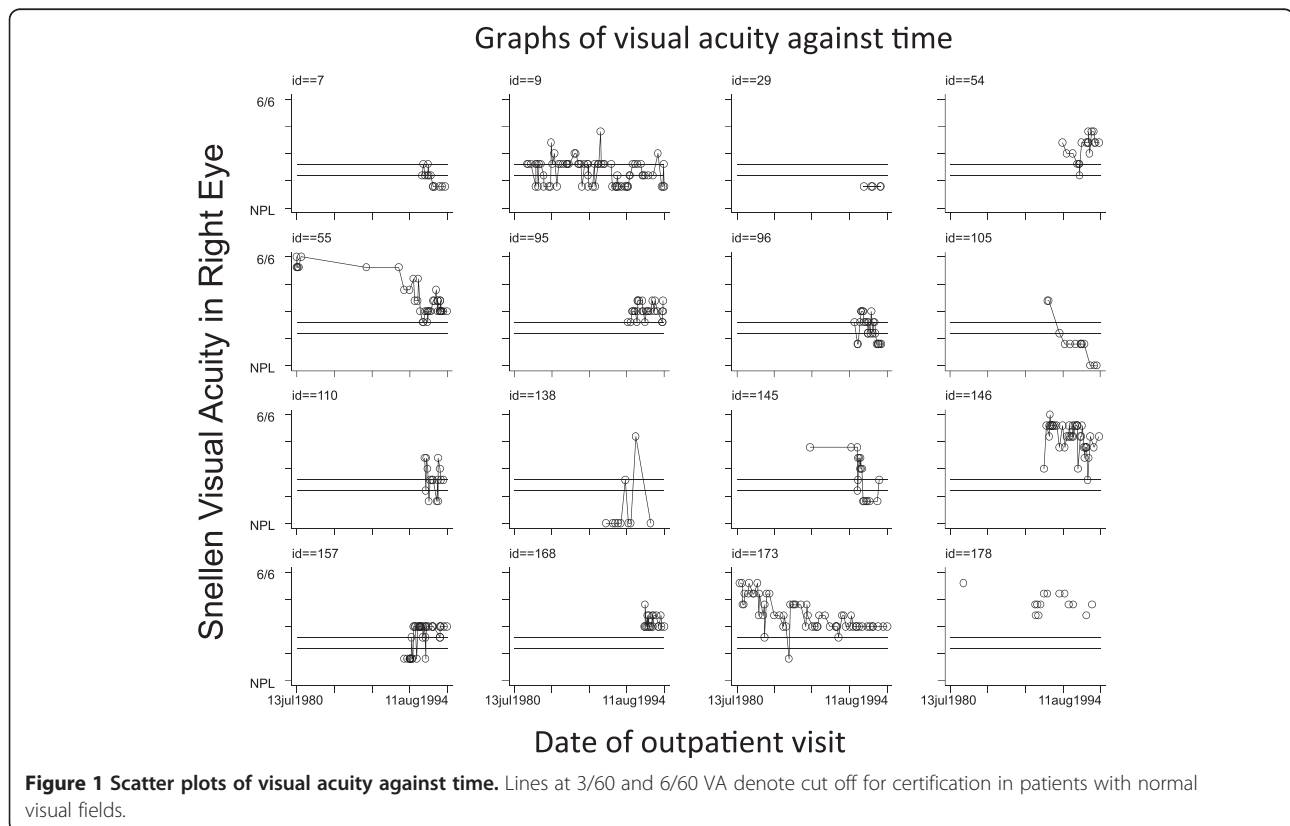 Graphs of visual acuity against time
Snellen Visual Acuity in Right Eye
id==7
id==9
id==29
id==54
6/6
NPL
id==55
id==95
id==96
id==105
6/6
NPL
id==110
id==138
id==145
id==146
6/6
NPL
id==157
id==168
id==173
id==178
6/6
NPL
13jul1980
11aug1994
13jul1980
11aug1994
13jul1980
11aug1994
13jul1980
11aug1994
Date of outpatient visit
Figure 1 Scatter plots of visual acuity against time. Lines at 3/60 and 6/60 VA denote cut off for certification in patients with normal
visual fields.